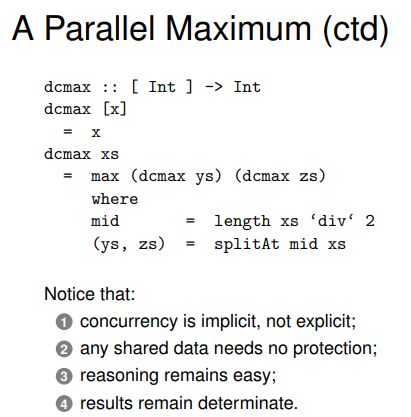 A Parallel Maximum (ctd)
dcmax :: [ Int ] -> Int
dcmax [x]
= x
dcmax xs
= max (dcmax ys) (dcmax zs)
where
mid = length xs ‘div‘ 2
(ys, zs) = splitAt mid xs
Notice that:
1 concurrency is implicit, not explicit;
2 any shared data needs no protection;
3 reasoning remains easy;
4 results remain determinate.